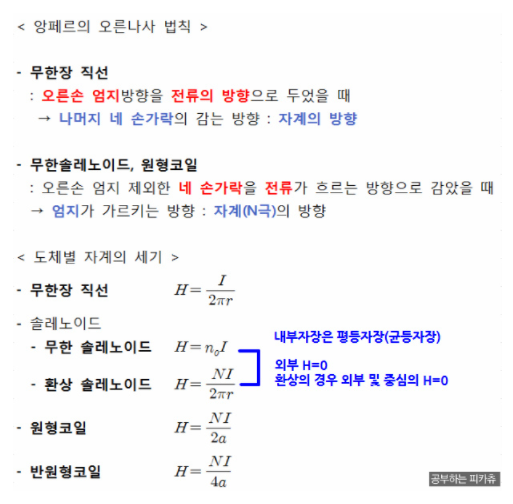 < 앙페르의 오른나사 법칙 >
- 무한장 직선
: 오른손 엄지방향을 전류의 방향으로 두었을 때
→ 나머지 네 손가락의 감는 방향 : 자계의 방향
- 무한솔레노이드, 원형코일
: 오른손 엄지 제외한 네 손가락을 전류가 흐르는 방향으로 감았을 때
→ 엄지가 가르키는 방향 : 자계(N극)의 방향
< 도체별 자계의 세기 >
- 무한장 직선 H = I / 2πr
- 솔레노이드
- 무한 솔레노이드 H = n₀I
- 환상 솔레노이드 H = NI / 2πr
내부자장은 평등자장(균등자장)
외부 H=0
환상의 경우 외부 및 중심의 H=0
- 원형코일 H = NI / 2a
- 반원형코일 H = NI / 4a
공부하는 피카츄